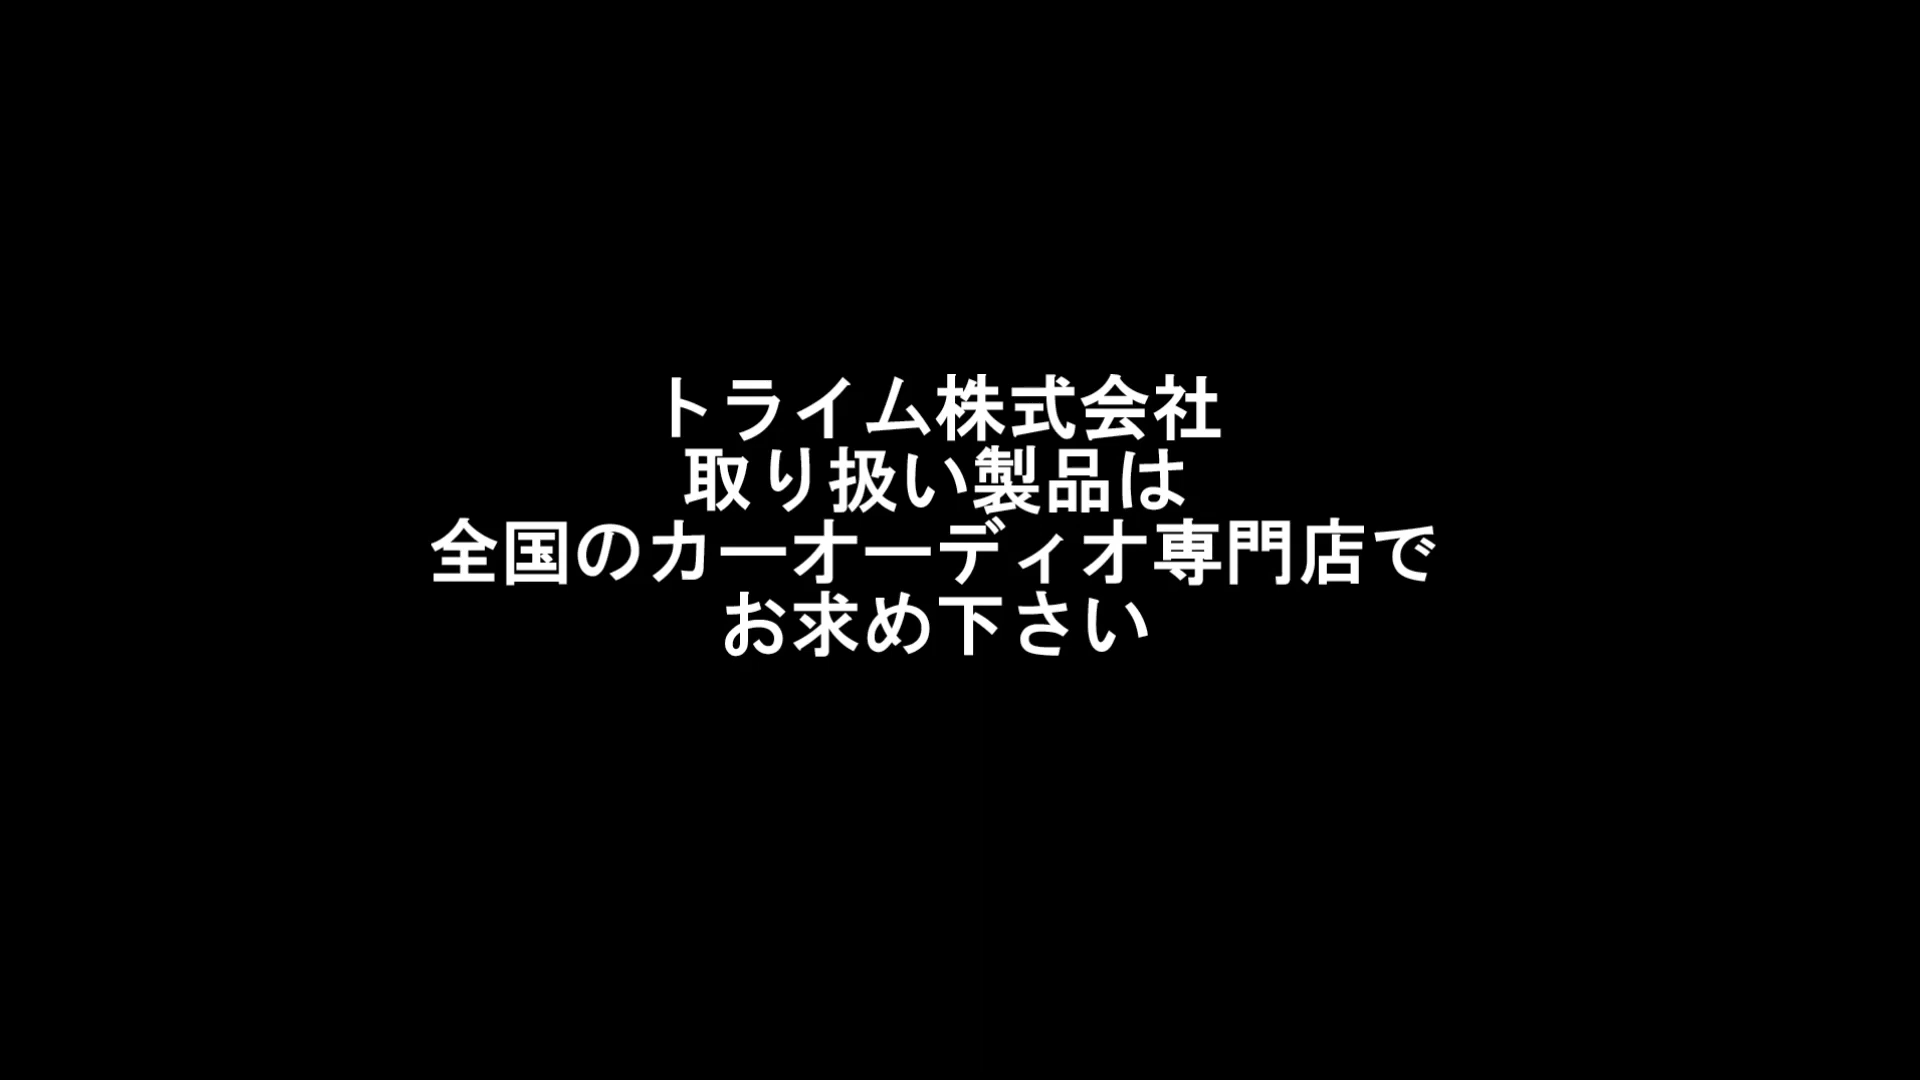 トライム株式会社
取り扱い製品は
全国のカーオーディオ専門店で
お求め下さい